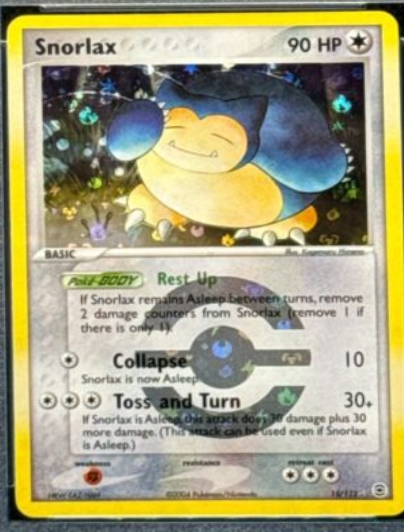 Snorlax 90 HP
BASIC Illus. Kagemaru Himeno
Poké-BODY Rest Up
If Snorlax remains Asleep between turns, remove
2 damage counters from Snorlax (remove 1 if
there is only 1).
Collapse 10
Snorlax is now Asleep.
Toss and Turn 30+
If Snorlax is Asleep, this attack does 30 damage plus 30
more damage. (This attack can be used even if Snorlax
is Asleep.)
weakness resistance retreat cost
©2004 Pokémon/Nintendo